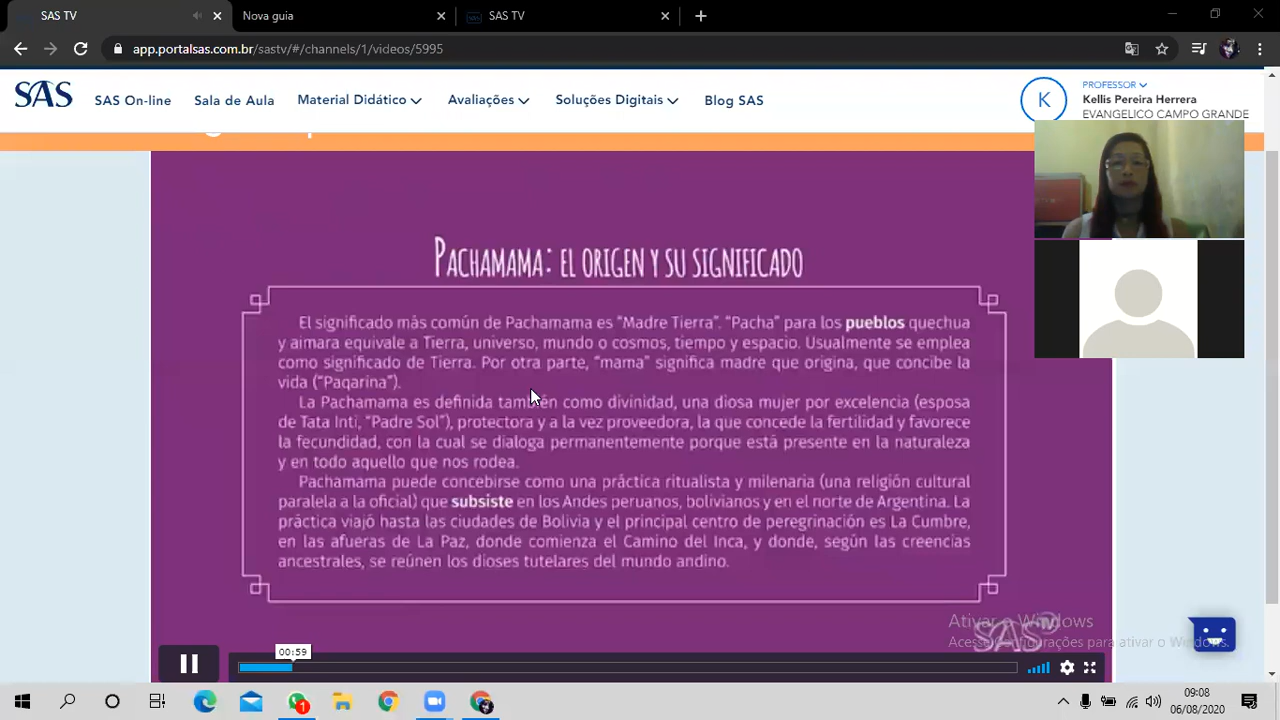 SAS TV
Nova guia
SAS TV
app.portalsas.com.br/sastv/#/channels/1/videos/5995
SAS
SAS On-line
Sala de Aula
Material Didático
Avaliações
Soluções Digitais
Blog SAS
K
PROFESSOR
Kellis Pereira Herrera
EVANGELICO CAMPO GRANDE
PACHAMAMA: EL ORIGEN Y SU SIGNIFICADO
El significado más común de Pachamama es “Madre Tierra”. “Pacha” para los pueblos quechua
y aimara equivale a Tierra, universo, mundo o cosmos, tiempo y espacio. Usualmente se emplea
como significado de Tierra. Por otra parte, “mama” significa madre que origina, que concibe la
vida (“Paqarina”).
La Pachamama es definida también como divinidad, una diosa mujer por excelencia (esposa
de Tata Inti, “Padre Sol”), protectora y a la vez proveedora, la que concede la fertilidad y favorece
la fecundidad, con la cual se dialoga permanentemente porque está presente en la naturaleza
y en todo aquello que nos rodea.
Pachamama puede concebirse como una práctica ritualista y milenaria (una religión cultural
paralela a la oficial) que subsiste en los Andes peruanos, bolivianos y en el norte de Argentina. La
práctica viajó hasta las ciudades de Bolivia y el principal centro de peregrinación es La Cumbre,
en las afueras de La Paz, donde comienza el Camino del Inca, y donde, según las creencias
ancestrales, se reúnen los dioses tutelares del mundo andino.
Ativar o Windows
Acesse Configurações para ativar o Windows.
SAS TV
00:59
1
09:08
06/08/2020